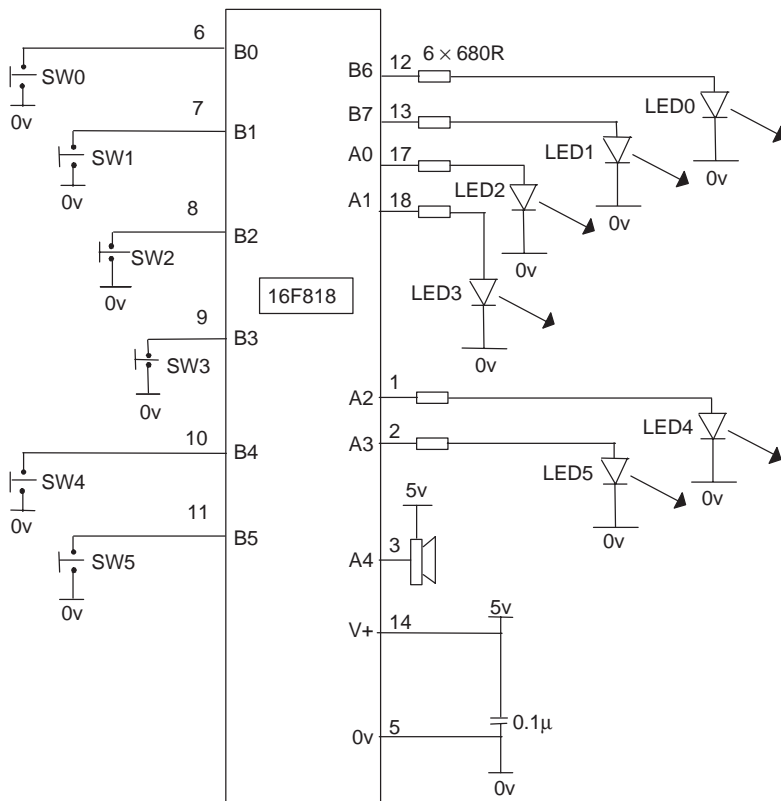 6
B0
SW0
0v
7
B1
SW1
0v
8
B2
SW2
0v
16F818
9
B3
SW3
0v
10
B4
SW4
0v
11
B5
SW5
0v
B6
12
6 × 680R
LED0
0v
B7
13
LED1
0v
A0
17
LED2
0v
A1
18
LED3
0v
A2
1
LED4
0v
A3
2
LED5
0v
5v
A4
3
V+
14
5v
0.1μ
0v
5
0v